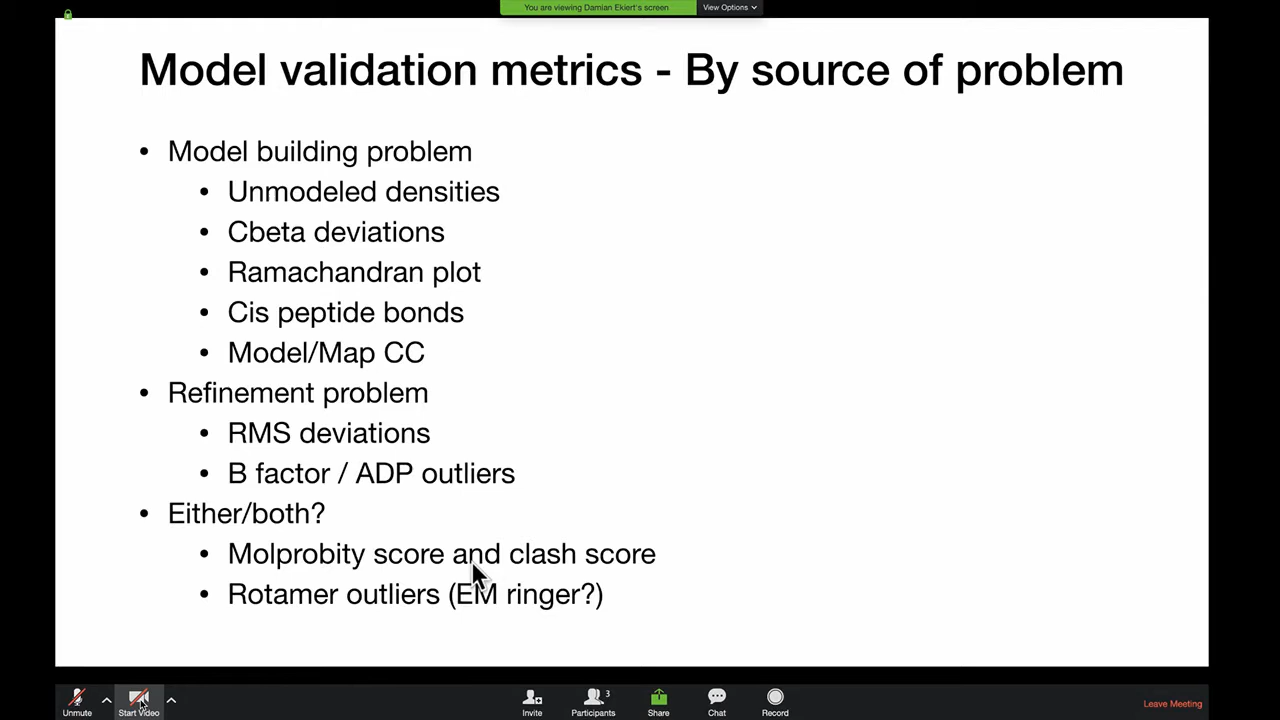 You are viewing Damian Ekiert's screen
View Options
Model validation metrics - By source of problem
• Model building problem
• Unmodeled densities
• Cbeta deviations
• Ramachandran plot
• Cis peptide bonds
• Model/Map CC
• Refinement problem
• RMS deviations
• B factor / ADP outliers
• Either/both?
• Molprobity score and clash score
• Rotamer outliers (EM ringer?)
Unmute
Start Video
Invite
Participants
3
Share
Chat
Record
Leave Meeting